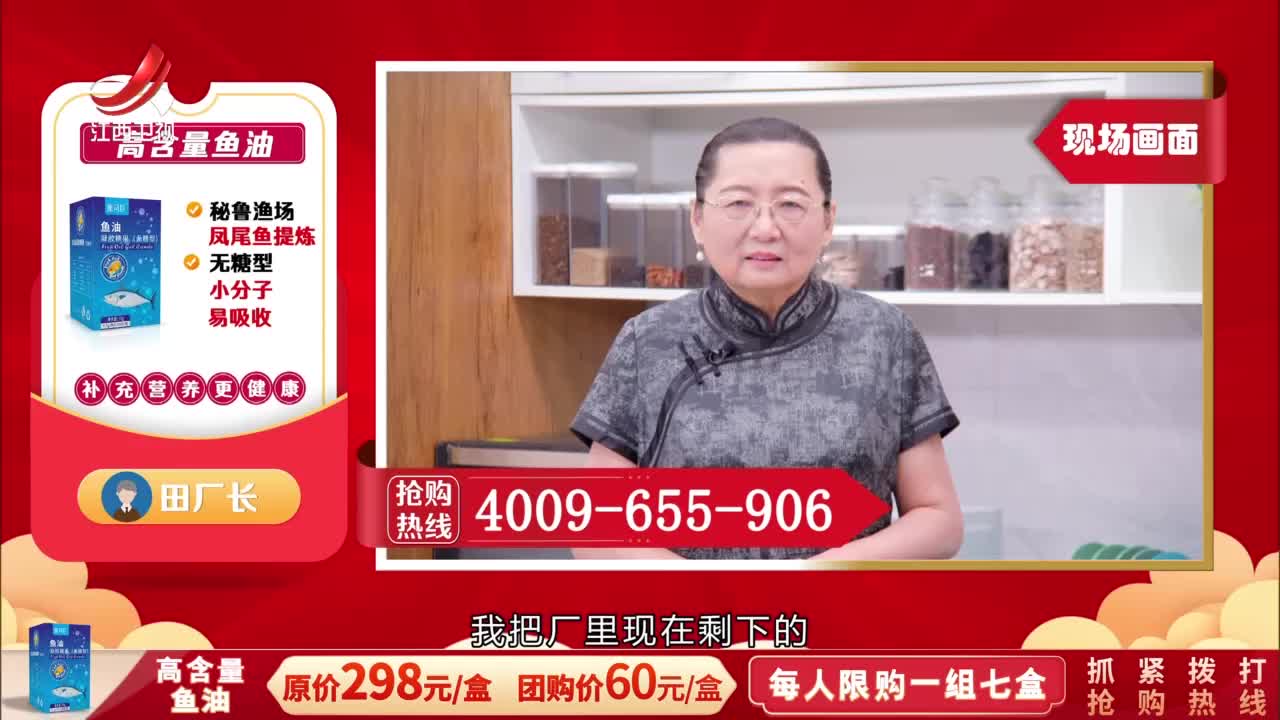 江西卫视
高含量鱼油
秘鲁渔场
凤尾鱼提炼
无糖型
小分子
易吸收
鱼油
补充营养更健康
田厂长
现场画面
抢购热线
4009-655-906
我把厂里现在剩下的
鱼油
高含量鱼油
原价298元/盒 团购价60元/盒
每人限购一组七盒
抓紧拨打
抢购热线